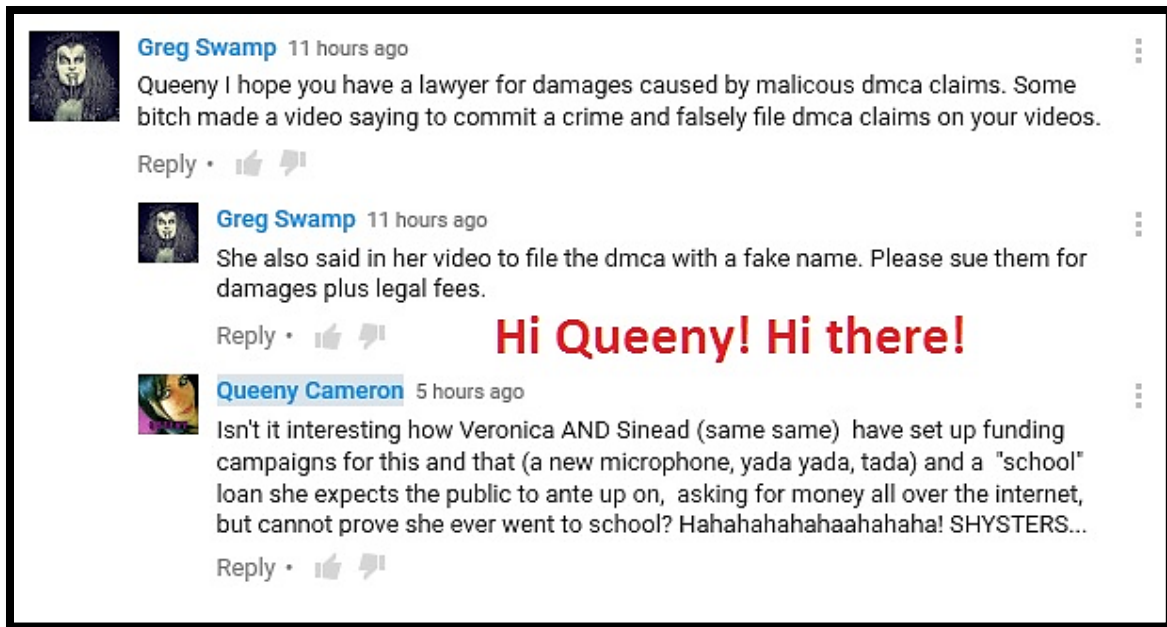 Greg Swamp 11 hours ago
Queeny I hope you have a lawyer for damages caused by malicous dmca claims. Some
bitch made a video saying to commit a crime and falsely file dmca claims on your videos.
Reply •
Greg Swamp 11 hours ago
She also said in her video to file the dmca with a fake name. Please sue them for
damages plus legal fees.
Reply •
Hi Queeny! Hi there!
Queeny Cameron 5 hours ago
Isn't it interesting how Veronica AND Sinead (same same) have set up funding
campaigns for this and that (a new microphone, yada yada, tada) and a "school"
loan she expects the public to ante up on, asking for money all over the internet,
but cannot prove she ever went to school? Hahahahahahaahahaha! SHYSTERS...
Reply •